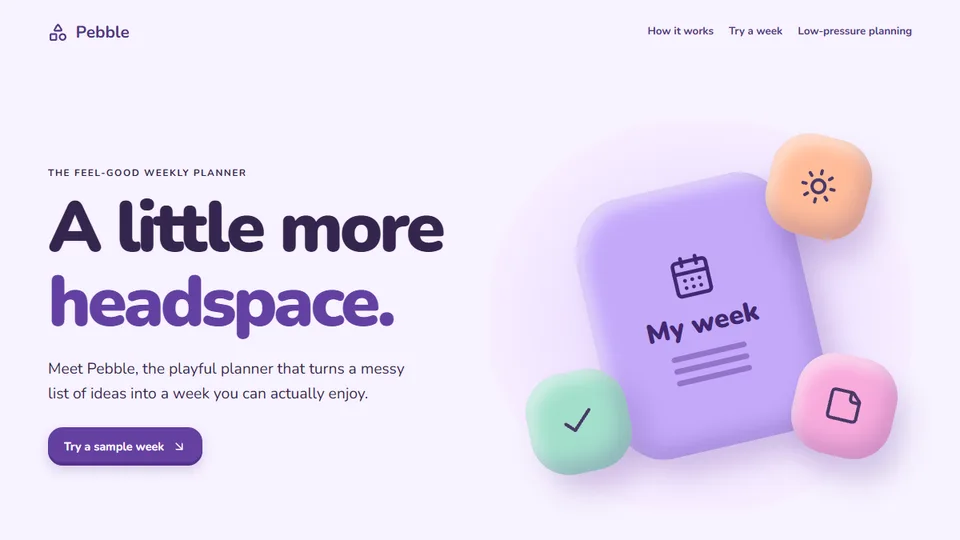 Pebble
How it works
Try a week
Low-pressure planning
THE FEEL-GOOD WEEKLY PLANNER
A little more
headspace.
Meet Pebble, the playful planner that turns a messy
list of ideas into a week you can actually enjoy.
Try a sample week
My week